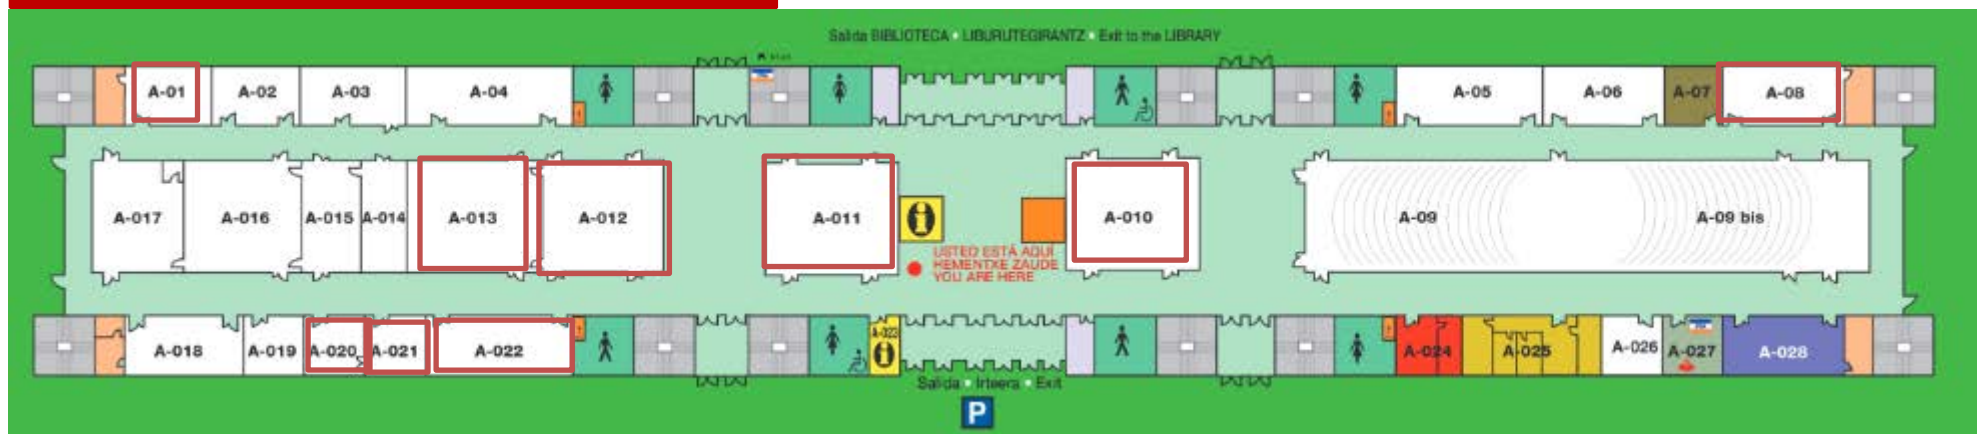 Salida BIBLIOTECA • LIBURUTEGIRANTZ • Exit to the LIBRARY
A-01
A-02
A-03
A-04
A-05
A-06
A-07
A-08
A-017
A-016
A-015
A-014
A-013
A-012
A-011
A-010
A-09
A-09 bis
USTED ESTÁ AQUÍ
HEMENTXE ZAUDE
YOU ARE HERE
A-018
A-019
A-020
A-021
A-022
A-023
A-024
A-025
A-026
A-027
A-028
Salida • Irteera • Exit
P